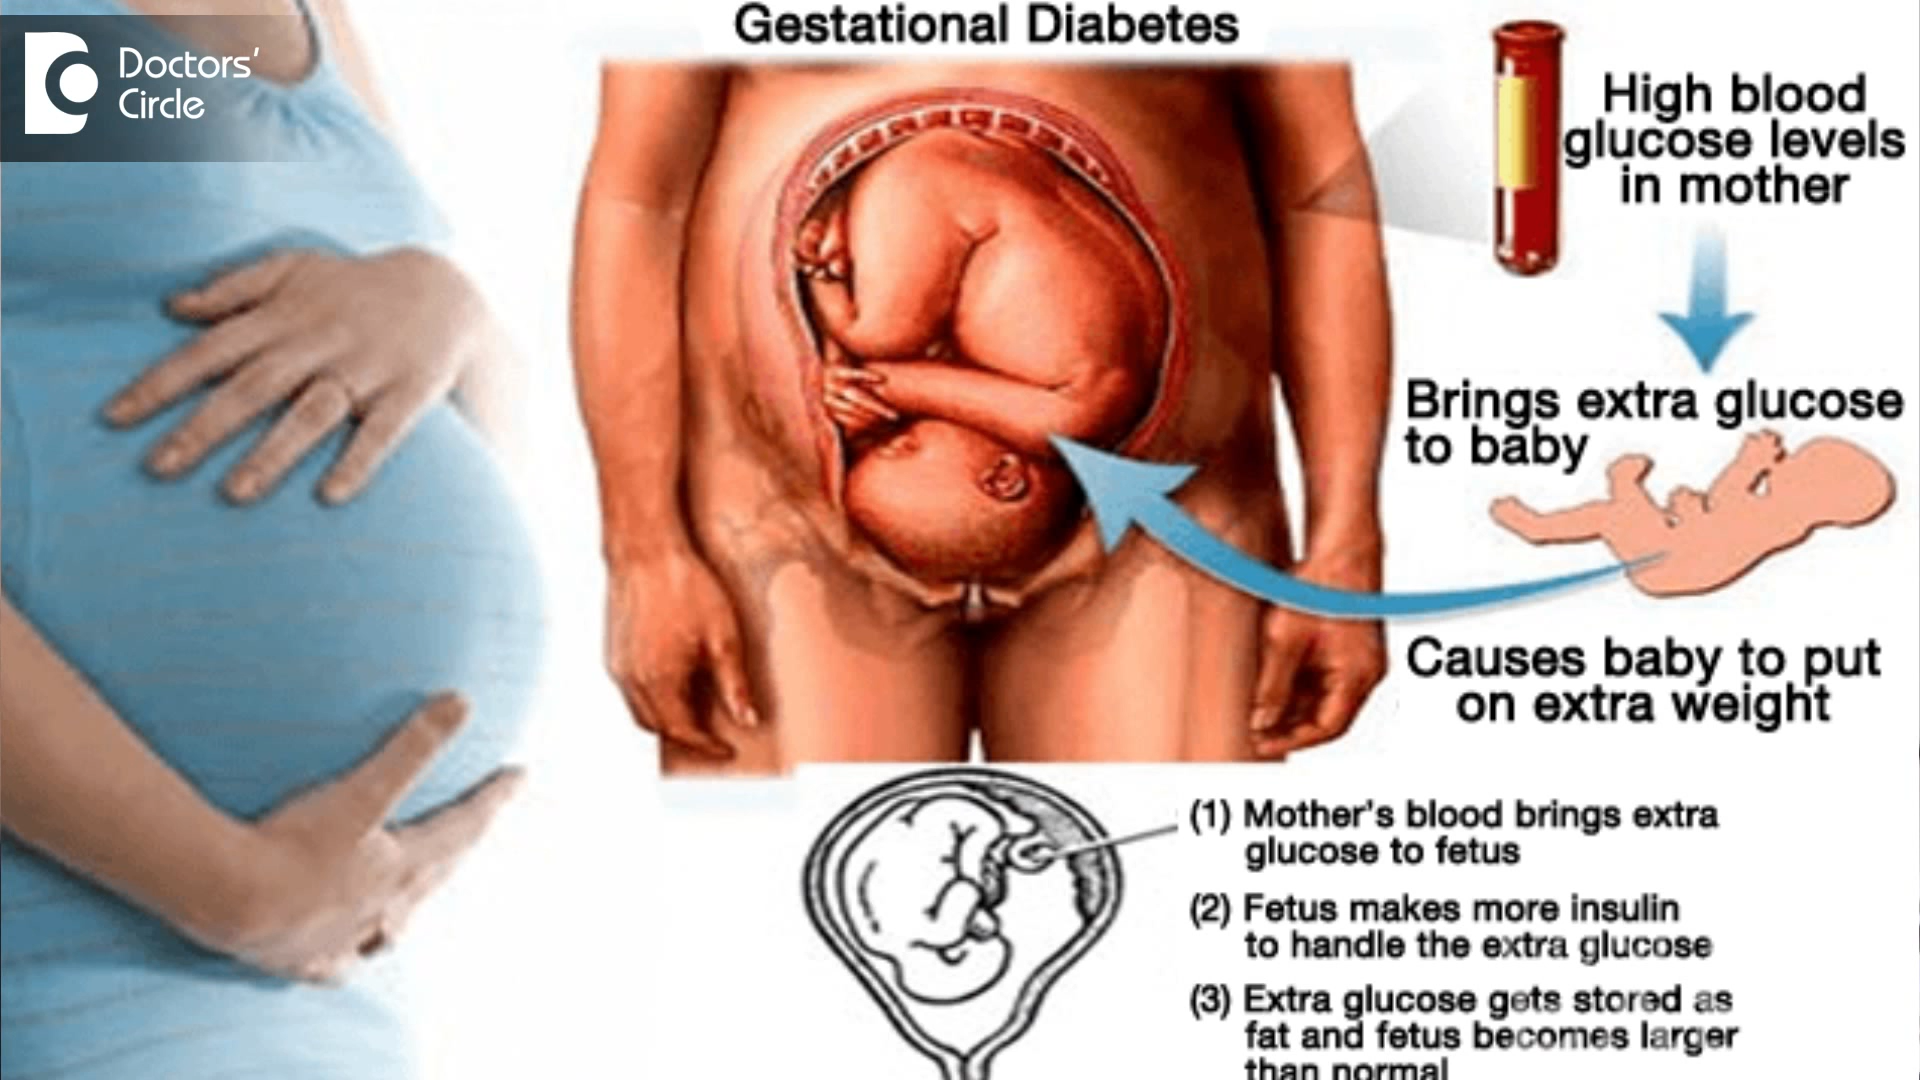 Doctors'
Circle
Gestational Diabetes
High blood
glucose levels
in mother
Brings extra glucose
to baby
Causes baby to put
on extra weight
(1) Mother's blood brings extra
glucose to fetus
(2) Fetus makes more insulin
to handle the extra glucose
(3) Extra glucose gets stored as
fat and fetus becomes larger
than normal